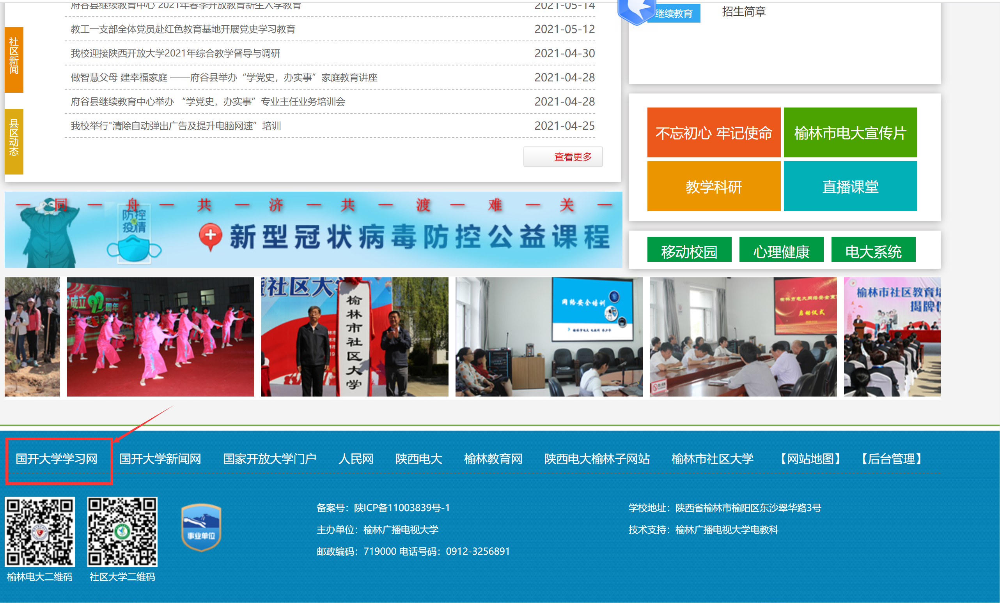 府谷县继续教育中心 2021年春季开放教育新生入学教育 2021-05-14
教工一支部全体党员赴红色教育基地开展党史学习教育 2021-05-12
我校迎接陕西开放大学2021年综合教学督导与调研 2021-04-30
做智慧父母 建幸福家庭 ——府谷县举办“学党史，办实事”家庭教育讲座 2021-04-28
府谷县继续教育中心举办 “学党史，办实事”专业主任业务培训会 2021-04-28
我校举行"清除自动弹出广告及提升电脑网速”培训 2021-04-25
查看更多
社区新闻
县区动态
继续教育 招生简章
不忘初心 牢记使命 榆林市电大宣传片
教学科研 直播课堂
移动校园 心理健康 电大系统
一 同 一 舟 一 共 一 济 一 共 一 渡 一 难 一 关 一
防控
疫情
新型冠状病毒防控公益课程
成立
周年
社区大
榆林市社区大学
网络安全培训
启动仪式
榆林市社区教育
揭牌
国开大学学习网 国开大学新闻网 国家开放大学门户 人民网 陕西电大 榆林教育网 陕西电大榆林子网站 榆林市社区大学 【网站地图】 【后台管理】
事业单位
备案号：陕ICP备11003839号-1 学校地址：陕西省榆林市榆阳区东沙翠华路3号
主办单位：榆林广播电视大学 技术支持：榆林广播电视大学电教科
邮政编码：719000 电话号码：0912-3256891
榆林电大二维码 社区大学二维码